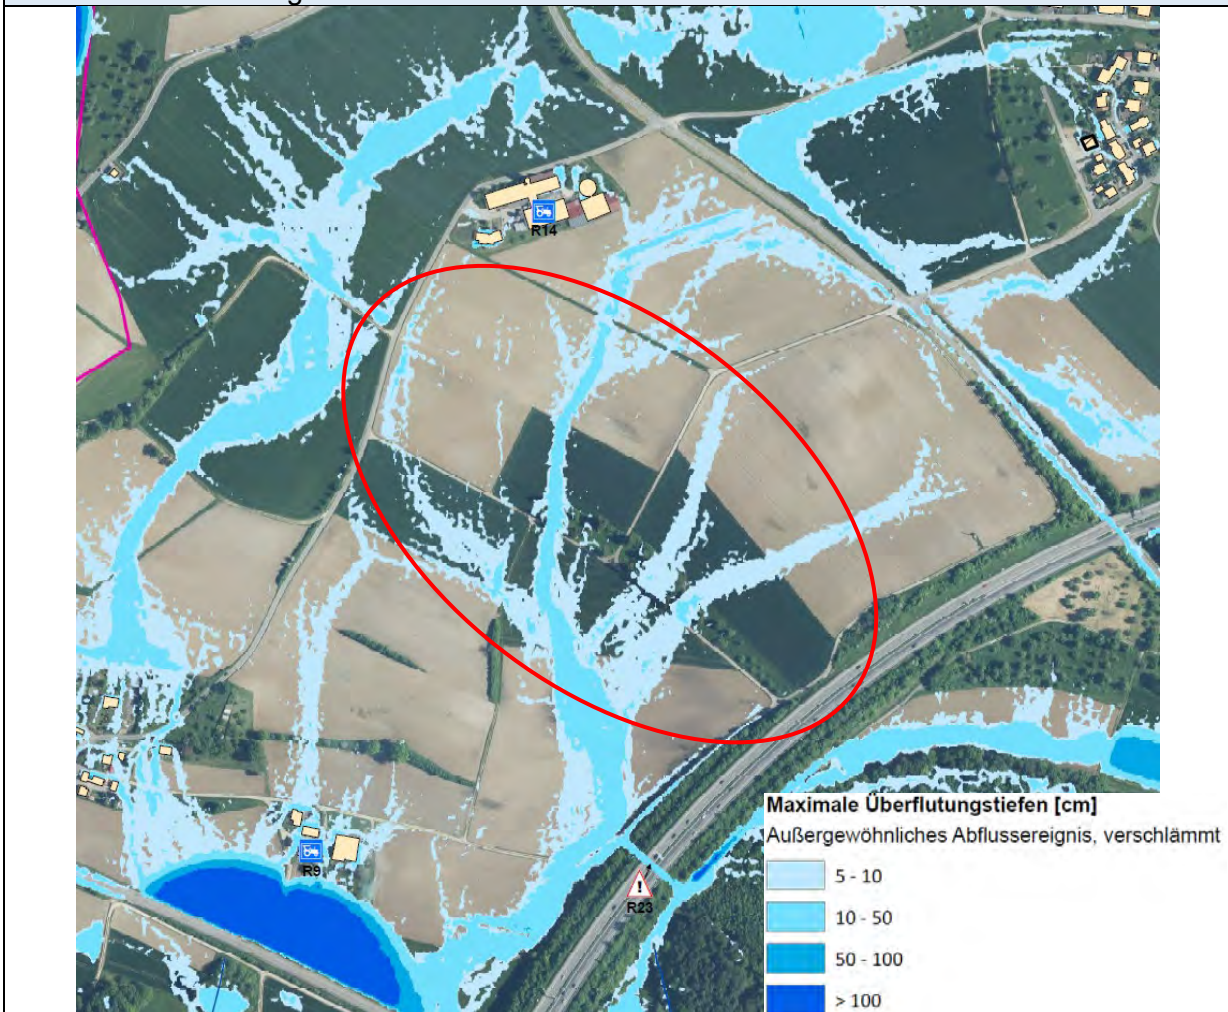 R14
R9
R23
Maximale Überflutungstiefen [cm]
Außergewöhnliches Abflussereignis, verschlämmt
5 - 10
10 - 50
50 - 100
> 100